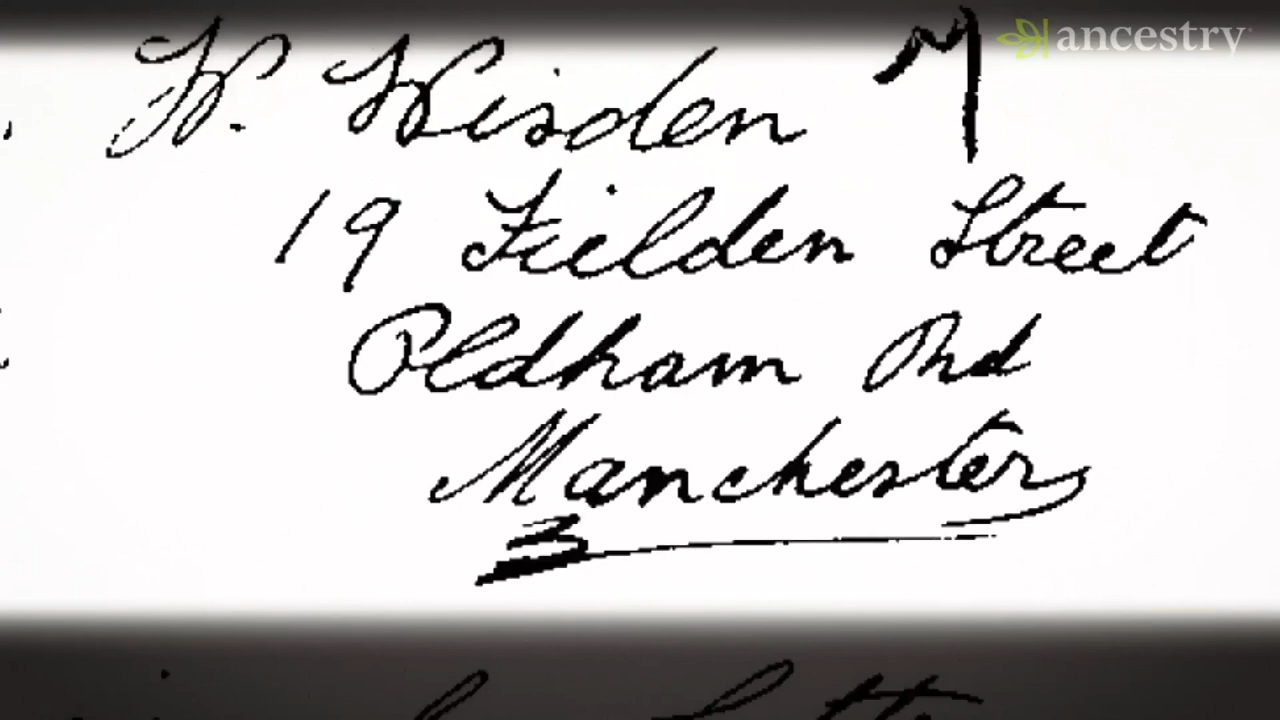 ancestry
W. Wisden
19 Fielden Street
Oldham Rd
Manchester